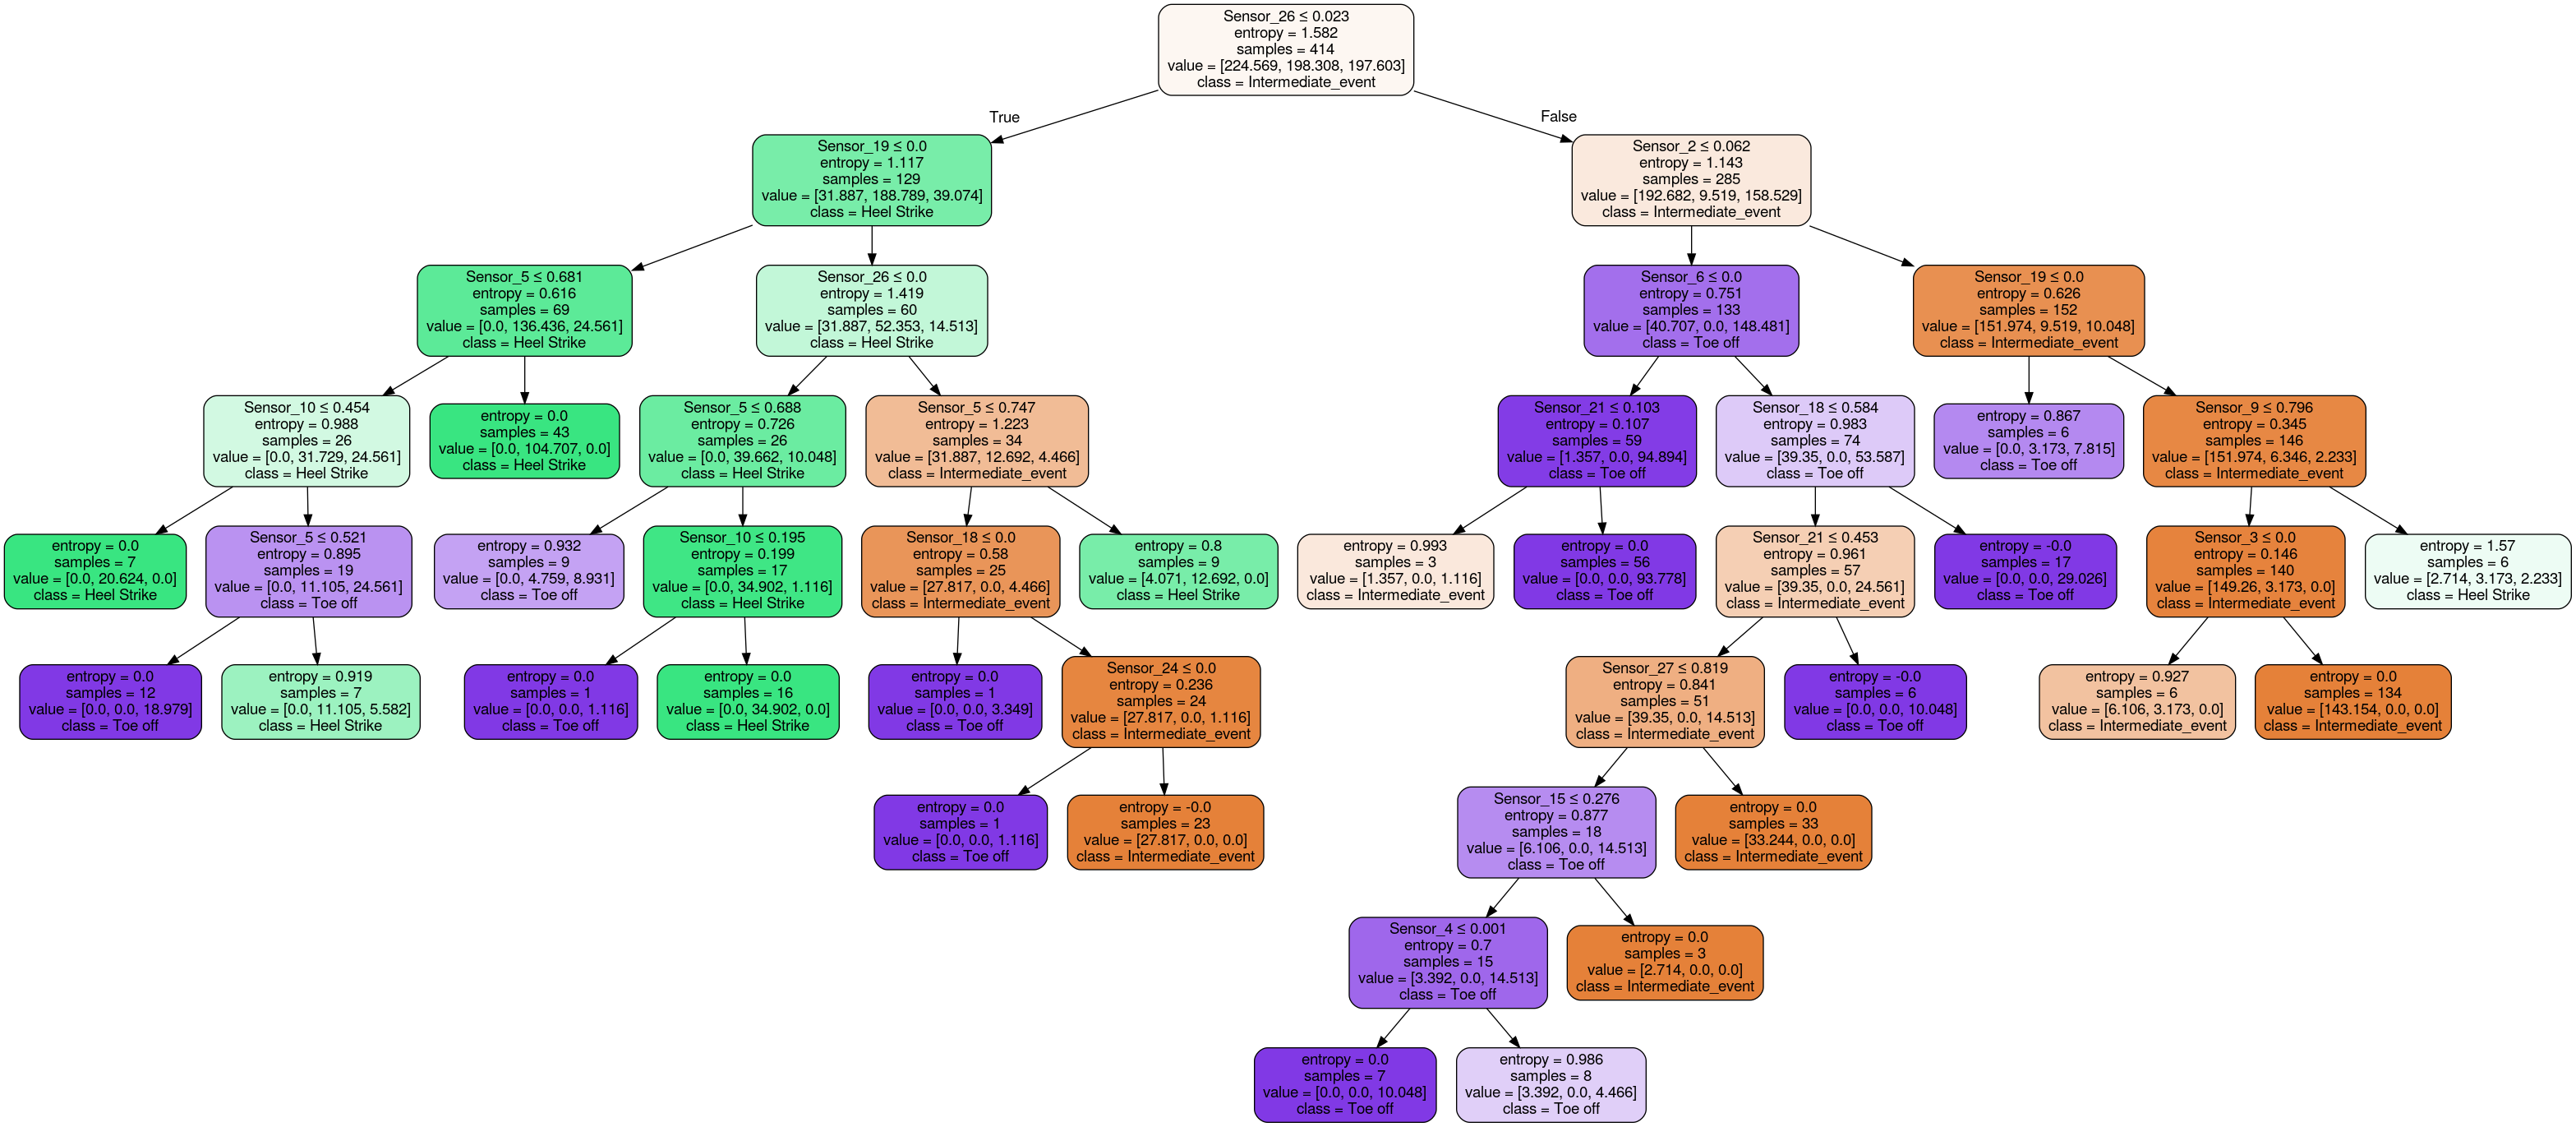 Sensor_26 ≤ 0.023
entropy = 1.582
samples = 414
value = [224.569, 198.308, 197.603]
class = Intermediate_event
True
False
Sensor_19 ≤ 0.0
entropy = 1.117
samples = 129
value = [31.887, 188.789, 39.074]
class = Heel Strike
Sensor_2 ≤ 0.062
entropy = 1.143
samples = 285
value = [192.682, 9.519, 158.529]
class = Intermediate_event
Sensor_5 ≤ 0.681
entropy = 0.616
samples = 69
value = [0.0, 136.436, 24.561]
class = Heel Strike
Sensor_26 ≤ 0.0
entropy = 1.419
samples = 60
value = [31.887, 52.353, 14.513]
class = Heel Strike
Sensor_6 ≤ 0.0
entropy = 0.751
samples = 133
value = [40.707, 0.0, 148.481]
class = Toe off
Sensor_19 ≤ 0.0
entropy = 0.626
samples = 152
value = [151.974, 9.519, 10.048]
class = Intermediate_event
Sensor_10 ≤ 0.454
entropy = 0.988
samples = 26
value = [0.0, 31.729, 24.561]
class = Heel Strike
entropy = 0.0
samples = 43
value = [0.0, 104.707, 0.0]
class = Heel Strike
Sensor_5 ≤ 0.688
entropy = 0.726
samples = 26
value = [0.0, 39.662, 10.048]
class = Heel Strike
Sensor_5 ≤ 0.747
entropy = 1.223
samples = 34
value = [31.887, 12.692, 4.466]
class = Intermediate_event
Sensor_21 ≤ 0.103
entropy = 0.107
samples = 59
value = [1.357, 0.0, 94.894]
class = Toe off
Sensor_18 ≤ 0.584
entropy = 0.983
samples = 74
value = [39.35, 0.0, 53.587]
class = Toe off
entropy = 0.867
samples = 6
value = [0.0, 3.173, 7.815]
class = Toe off
Sensor_9 ≤ 0.796
entropy = 0.345
samples = 146
value = [151.974, 6.346, 2.233]
class = Intermediate_event
entropy = 0.0
samples = 7
value = [0.0, 20.624, 0.0]
class = Heel Strike
Sensor_5 ≤ 0.521
entropy = 0.895
samples = 19
value = [0.0, 11.105, 24.561]
class = Toe off
entropy = 0.932
samples = 9
value = [0.0, 4.759, 8.931]
class = Toe off
Sensor_10 ≤ 0.195
entropy = 0.199
samples = 17
value = [0.0, 34.902, 1.116]
class = Heel Strike
Sensor_18 ≤ 0.0
entropy = 0.58
samples = 25
value = [27.817, 0.0, 4.466]
class = Intermediate_event
entropy = 0.8
samples = 9
value = [4.071, 12.692, 0.0]
class = Heel Strike
entropy = 0.993
samples = 3
value = [1.357, 0.0, 1.116]
class = Intermediate_event
entropy = 0.0
samples = 56
value = [0.0, 0.0, 93.778]
class = Toe off
Sensor_21 ≤ 0.453
entropy = 0.961
samples = 57
value = [39.35, 0.0, 24.561]
class = Intermediate_event
entropy = -0.0
samples = 17
value = [0.0, 0.0, 29.026]
class = Toe off
Sensor_3 ≤ 0.0
entropy = 0.146
samples = 140
value = [149.26, 3.173, 0.0]
class = Intermediate_event
entropy = 1.57
samples = 6
value = [2.714, 3.173, 2.233]
class = Heel Strike
entropy = 0.0
samples = 12
value = [0.0, 0.0, 18.979]
class = Toe off
entropy = 0.919
samples = 7
value = [0.0, 11.105, 5.582]
class = Heel Strike
entropy = 0.0
samples = 1
value = [0.0, 0.0, 1.116]
class = Toe off
entropy = 0.0
samples = 16
value = [0.0, 34.902, 0.0]
class = Heel Strike
entropy = 0.0
samples = 1
value = [0.0, 0.0, 3.349]
class = Toe off
Sensor_24 ≤ 0.0
entropy = 0.236
samples = 24
value = [27.817, 0.0, 1.116]
class = Intermediate_event
Sensor_27 ≤ 0.819
entropy = 0.841
samples = 51
value = [39.35, 0.0, 14.513]
class = Intermediate_event
entropy = -0.0
samples = 6
value = [0.0, 0.0, 10.048]
class = Toe off
entropy = 0.927
samples = 6
value = [6.106, 3.173, 0.0]
class = Intermediate_event
entropy = 0.0
samples = 134
value = [143.154, 0.0, 0.0]
class = Intermediate_event
entropy = 0.0
samples = 1
value = [0.0, 0.0, 1.116]
class = Toe off
entropy = -0.0
samples = 23
value = [27.817, 0.0, 0.0]
class = Intermediate_event
Sensor_15 ≤ 0.276
entropy = 0.877
samples = 18
value = [6.106, 0.0, 14.513]
class = Toe off
entropy = 0.0
samples = 33
value = [33.244, 0.0, 0.0]
class = Intermediate_event
Sensor_4 ≤ 0.001
entropy = 0.7
samples = 15
value = [3.392, 0.0, 14.513]
class = Toe off
entropy = 0.0
samples = 3
value = [2.714, 0.0, 0.0]
class = Intermediate_event
entropy = 0.0
samples = 7
value = [0.0, 0.0, 10.048]
class = Toe off
entropy = 0.986
samples = 8
value = [3.392, 0.0, 4.466]
class = Toe off